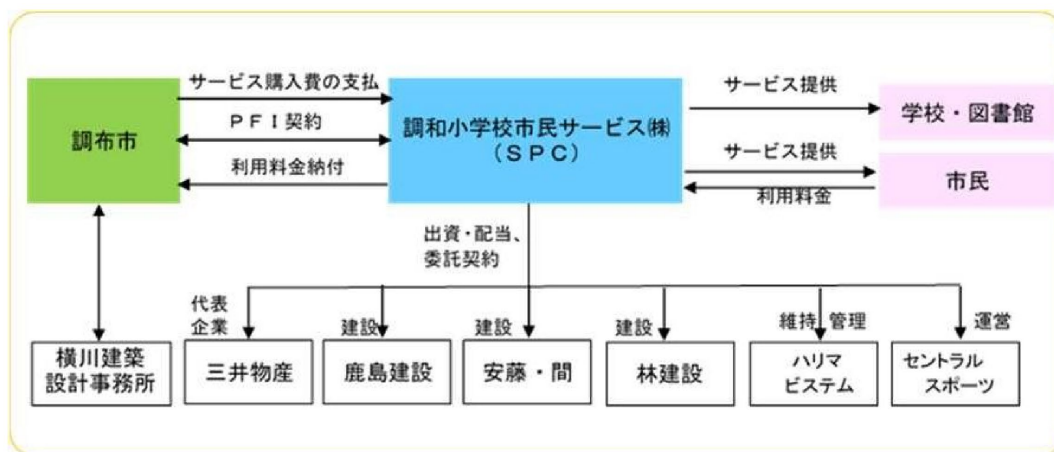 サービス購入費の支払
PFI契約
利用料金納付
調布市
調和小学校市民サービス㈱
(SPC)
サービス提供
学校・図書館
サービス提供
利用料金
市民
出資・配当、
委託契約
代表
企業
建設
建設
建設
維持 管理
運営
横川建築
設計事務所
三井物産
鹿島建設
安藤・間
林建設
ハリマ
ビステム
セントラル
スポーツ